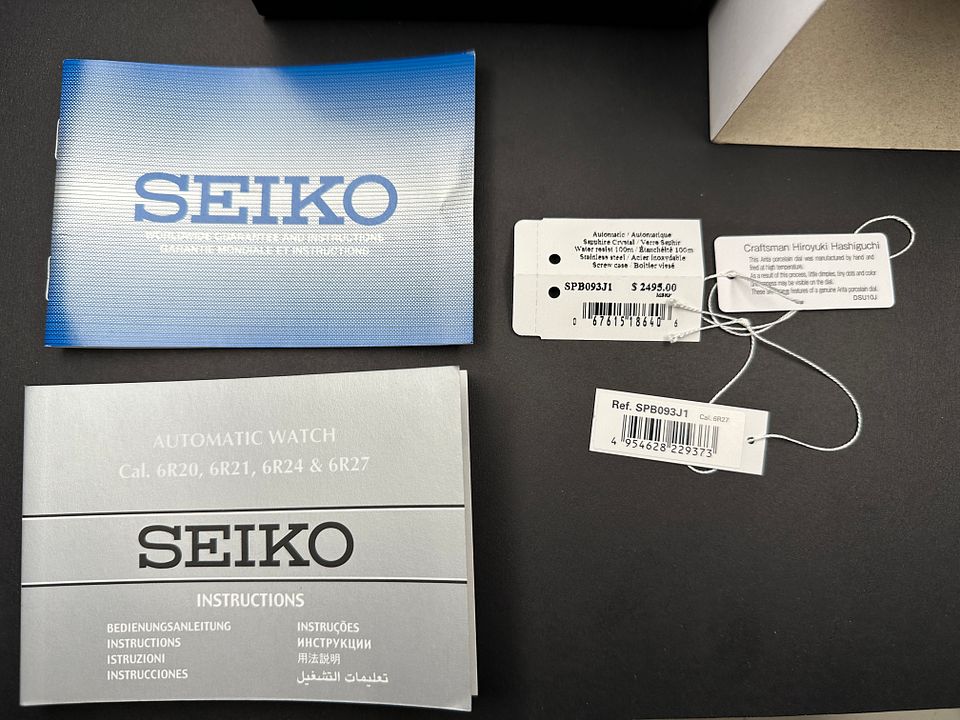 SEIKO
WORLDWIDE GUARANTEE AND INSTRUCTIONS
GARANTIE MONDIALE ET INSTRUCTIONS
AUTOMATIC WATCH
Cal. 6R20, 6R21, 6R24 & 6R27
SEIKO
INSTRUCTIONS
BEDIENUNGSANLEITUNG
INSTRUCTIONS
ISTRUZIONI
INSTRUCCIONES
INSTRUÇÕES
ИНСТРУКЦИИ
用法説明
تعليمات التشغيل
Automatic / Automatique
Sapphire Crystal / Verre Saphir
Water resist 100m / Étanchéité 100m
Stainless steel / Acier inoxydable
Screw case / Boîtier vissé
SPB093J1 $ 2495.00
MSRP
0 67615 18640 6
Craftsman Hiroyuki Hashiguchi
This Arita porcelain dial was manufactured by hand and
fired at high temperature.
As a result of this process, little dimples, tiny dots and color
may be visible on the dial.
features of a genuine Arita porcelain dial.
DSU10J
Ref. SPB093J1 Cal. 6R27
4 954628 229373